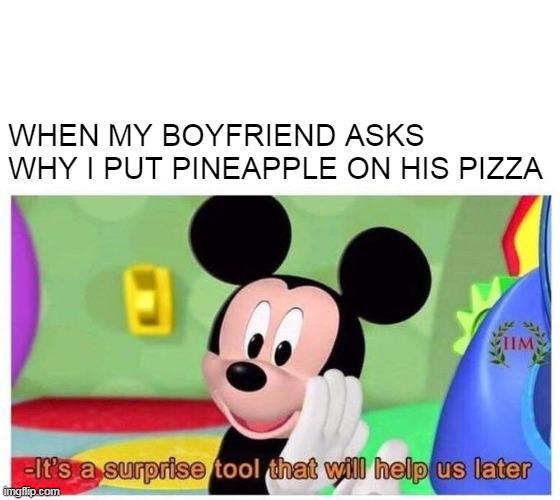 WHEN MY BOYFRIEND ASKS
WHY I PUT PINEAPPLE ON HIS PIZZA
IIM
-It's a surprise tool that will help us later
imgflip.com